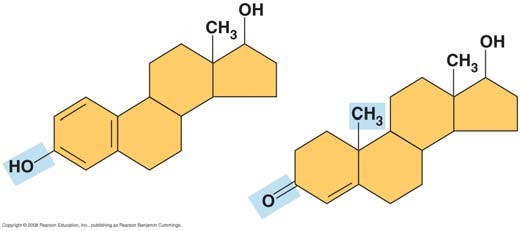 OH
CH₃
HO
OH
CH₃
CH₃
O
Copyright © 2008 Pearson Education, Inc., publishing as Pearson Benjamin Cummings.